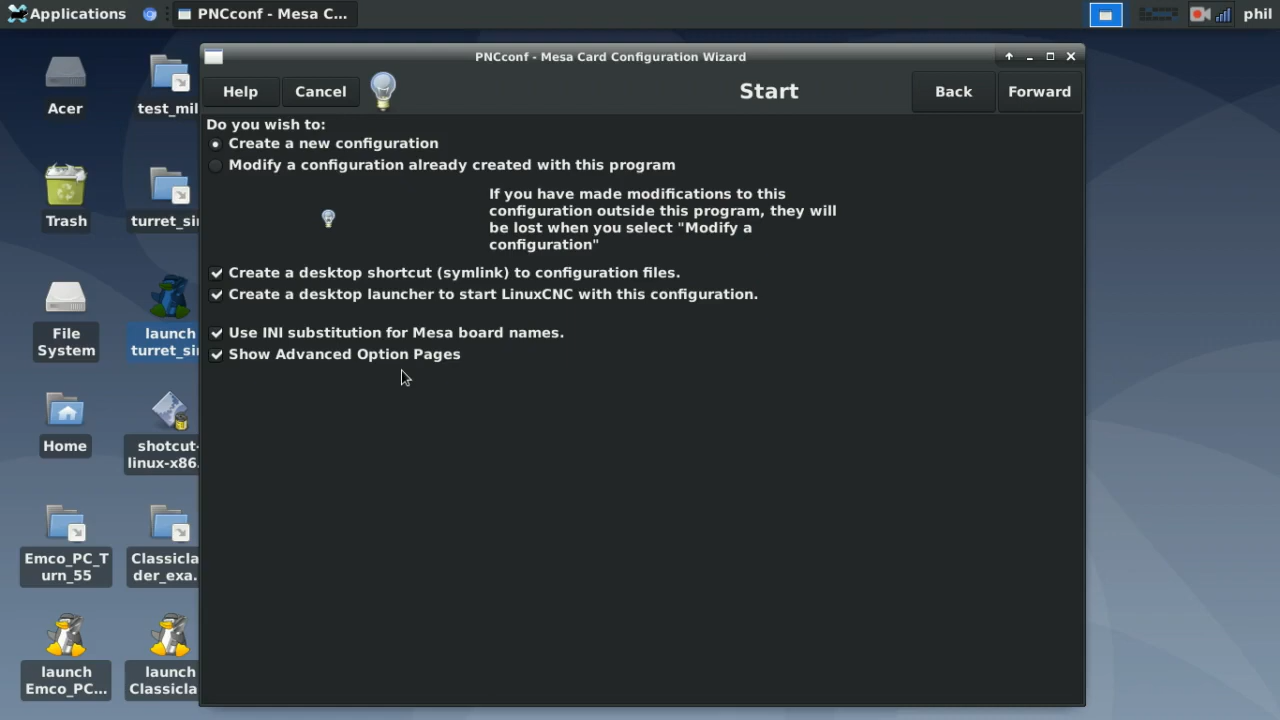 Applications
PNCconf - Mesa C...
phil
PNCconf - Mesa Card Configuration Wizard
Help
Cancel
Start
Back
Forward
Do you wish to:
Create a new configuration
Modify a configuration already created with this program
If you have made modifications to this
configuration outside this program, they will
be lost when you select "Modify a
configuration"
Create a desktop shortcut (symlink) to configuration files.
Create a desktop launcher to start LinuxCNC with this configuration.
Use INI substitution for Mesa board names.
Show Advanced Option Pages
Acer
test_mil
Trash
turret_si
File
System
launch
turret_si
Home
shotcut-
linux-x86.
Emco_PC_T
urn_55
Classicla
der_exa.
launch
Emco_PC...
launch
Classicla